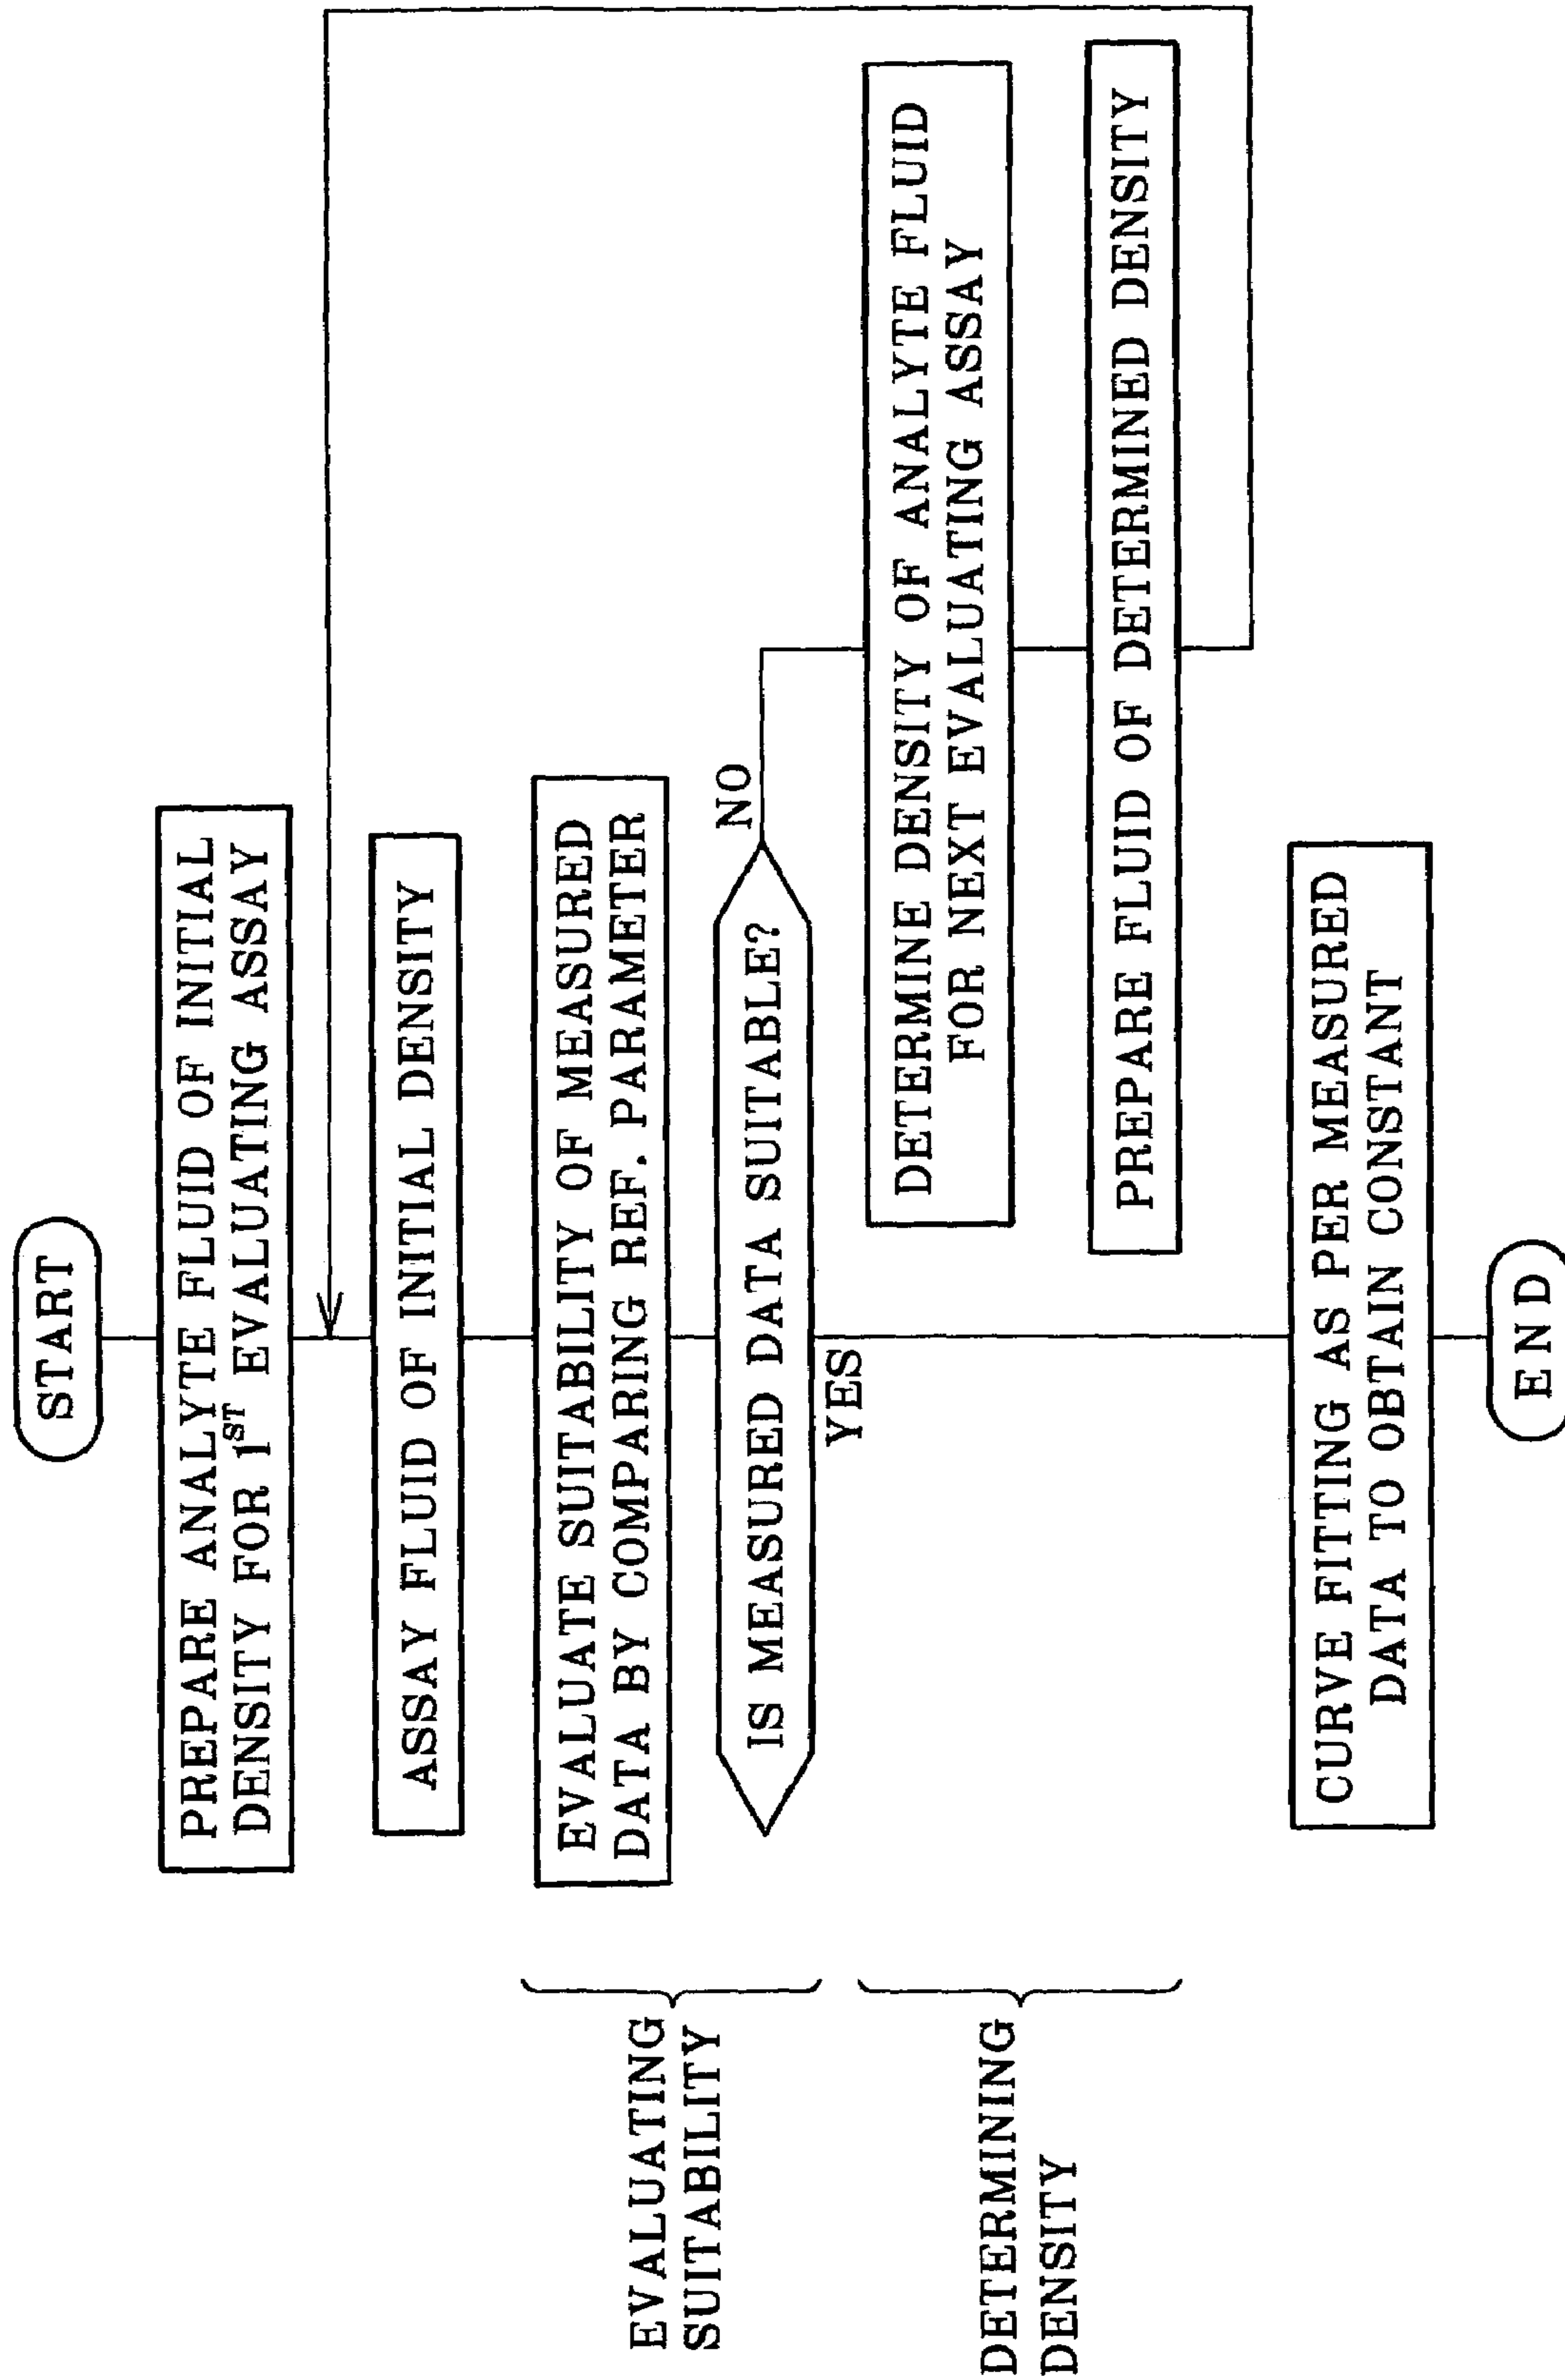 START
PREPARE ANALYTE FLUID OF INITIAL
DENSITY FOR 1ST EVALUATING ASSAY
ASSAY FLUID OF INITIAL DENSITY
EVALUATING
SUITABILITY
EVALUATE SUITABILITY OF MEASURED
DATA BY COMPARING REF. PARAMETER
IS MEASURED DATA SUITABLE?
NO
YES
DETERMINING
DENSITY
DETERMINE DENSITY OF ANALYTE FLUID
FOR NEXT EVALUATING ASSAY
PREPARE FLUID OF DETERMINED DENSITY
CURVE FITTING AS PER MEASURED
DATA TO OBTAIN CONSTANT
END